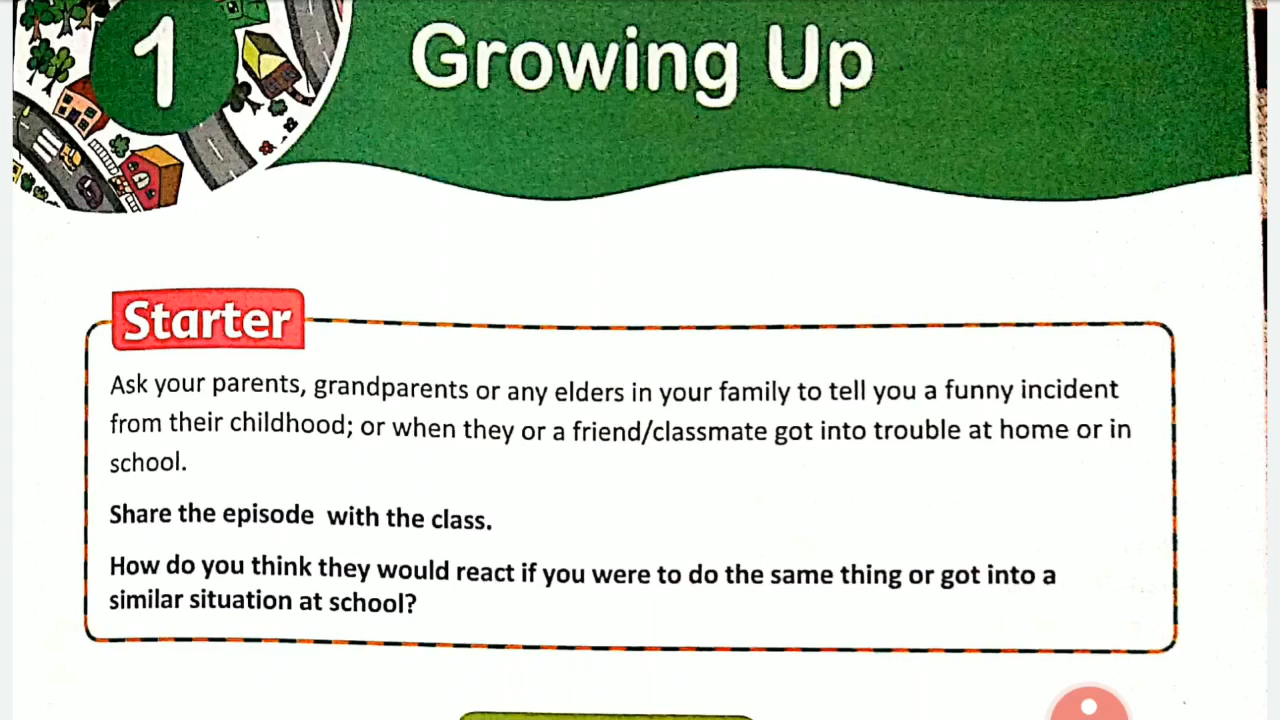 1
Growing Up
Starter
Ask your parents, grandparents or any elders in your family to tell you a funny incident
from their childhood; or when they or a friend/classmate got into trouble at home or in
school.
Share the episode  with the class.
How do you think they would react if you were to do the same thing or got into a
similar situation at school?